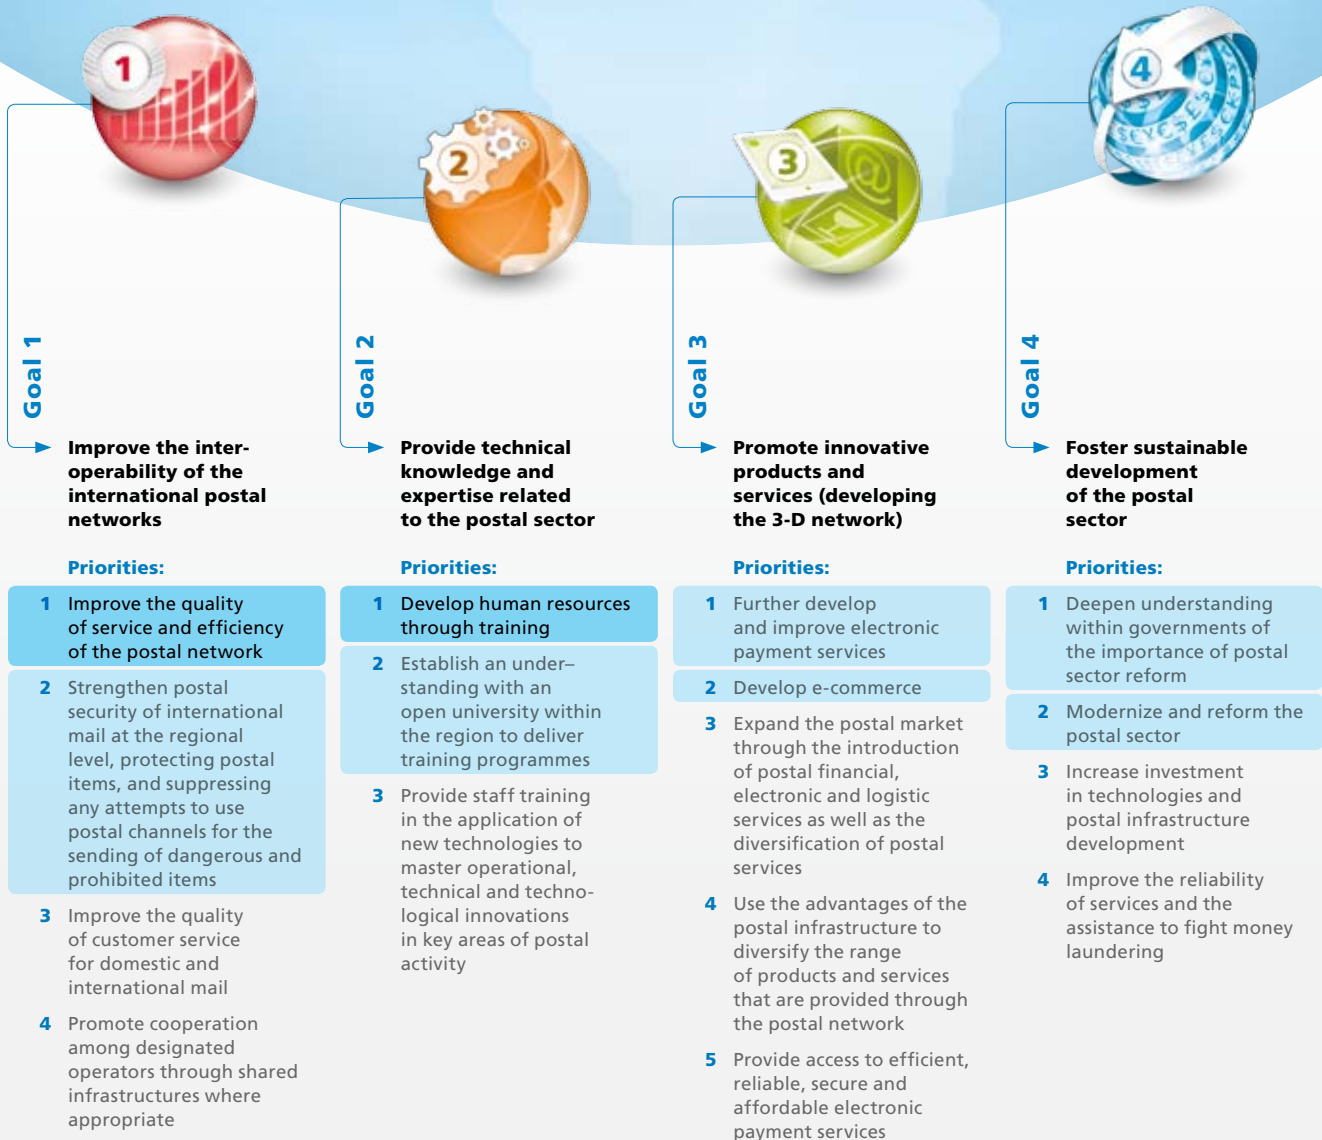 1
2
3
4
Goal 1
Improve the inter-
operability of the
international postal
networks
Priorities:
1 Improve the quality
of service and efficiency
of the postal network
2 Strengthen postal
security of international
mail at the regional
level, protecting postal
items, and suppressing
any attempts to use
postal channels for the
sending of dangerous and
prohibited items
3 Improve the quality
of customer service
for domestic and
international mail
4 Promote cooperation
among designated
operators through shared
infrastructures where
appropriate
Goal 2
Provide technical
knowledge and
expertise related
to the postal sector
Priorities:
1 Develop human resources
through training
2 Establish an under–
standing with an
open university within
the region to deliver
training programmes
3 Provide staff training
in the application of
new technologies to
master operational,
technical and techno-
logical innovations
in key areas of postal
activity
Goal 3
Promote innovative
products and
services (developing
the 3-D network)
Priorities:
1 Further develop
and improve electronic
payment services
2 Develop e-commerce
3 Expand the postal market
through the introduction
of postal financial,
electronic and logistic
services as well as the
diversification of postal
services
4 Use the advantages of the
postal infrastructure to
diversify the range
of products and services
that are provided through
the postal network
5 Provide access to efficient,
reliable, secure and
affordable electronic
payment services
Goal 4
Foster sustainable
development
of the postal
sector
Priorities:
1 Deepen understanding
within governments of
the importance of postal
sector reform
2 Modernize and reform the
postal sector
3 Increase investment
in technologies and
postal infrastructure
development
4 Improve the reliability
of services and the
assistance to fight money
laundering